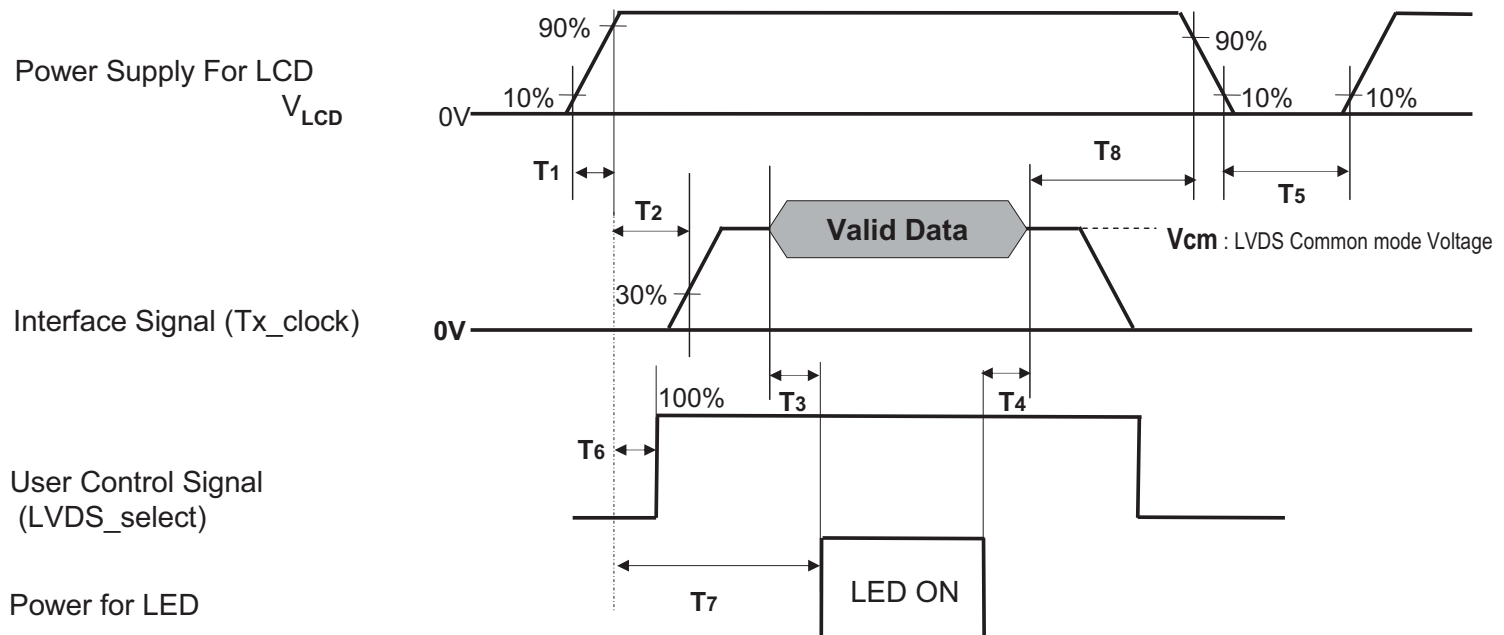 90%
90%
Power Supply For LCD
VLCD
10%
10%
10%
0V
T1
T8
T5
T2
Valid Data
Vcm : LVDS Common mode Voltage
30%
Interface Signal (Tx_clock)
0V
100%
T3
T4
T6
User Control Signal
(LVDS_select)
T7
LED ON
Power for LED